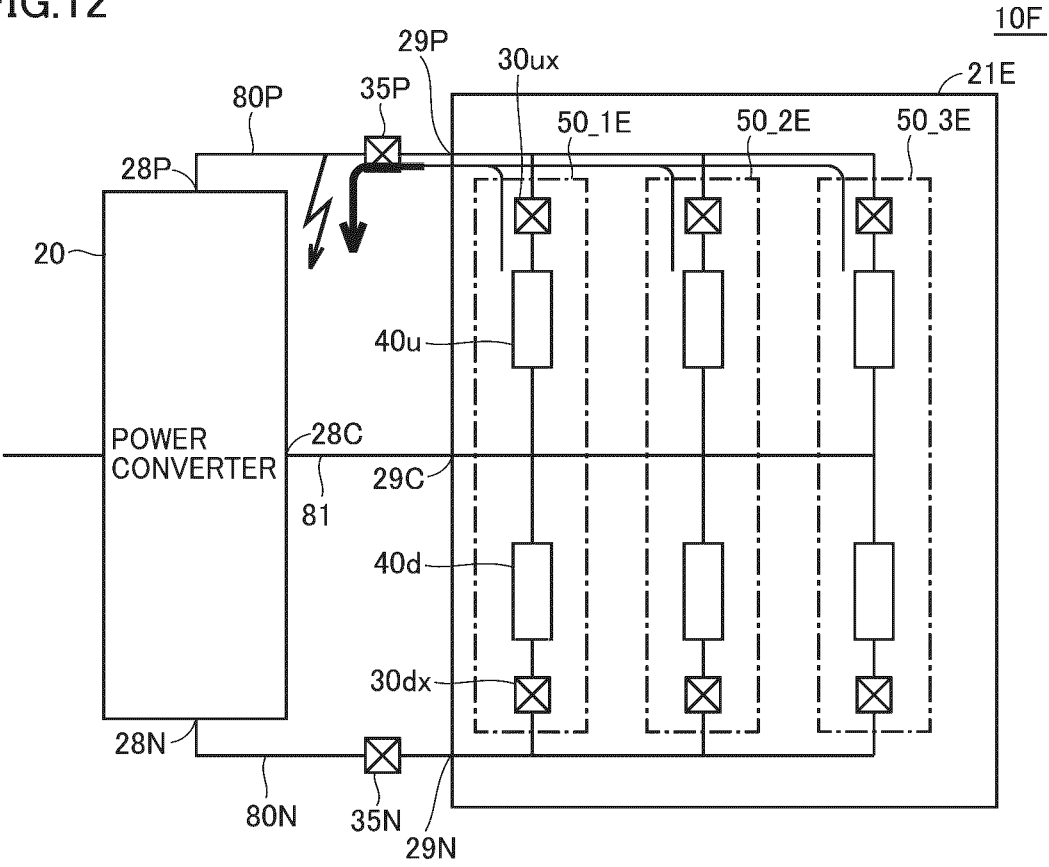 FIG.12
10F
29P
30ux
21E
35P
80P
50_1E
50_2E
50_3E
28P
20
40u
POWER
CONVERTER
28C
29C
81
40d
30dx
28N
80N
35N
29N